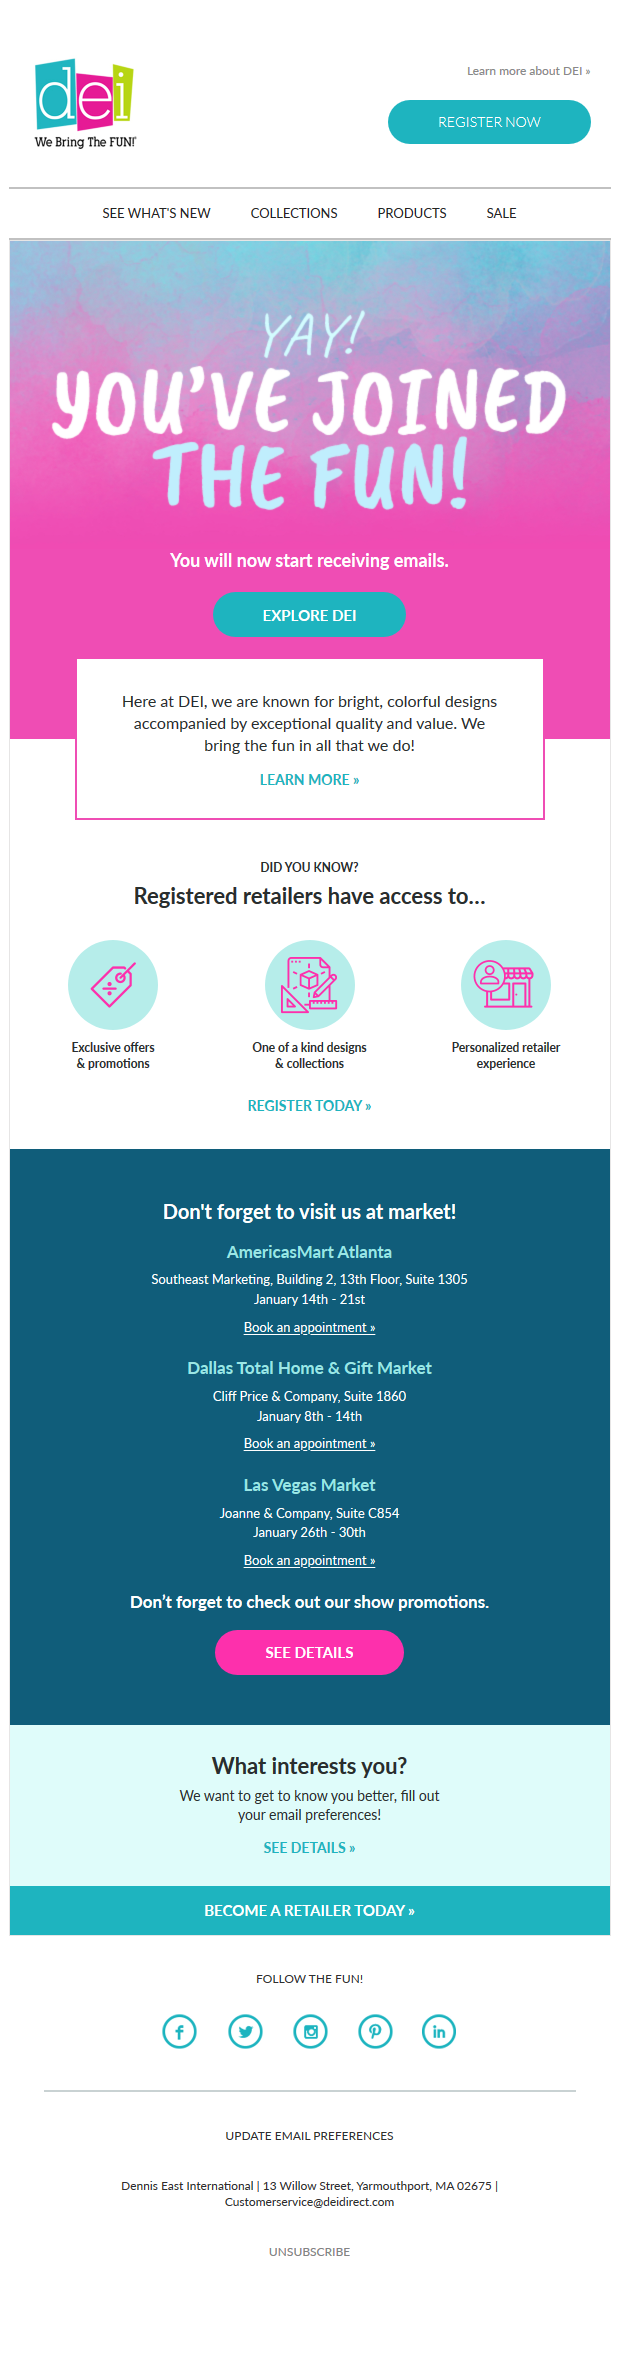 dei
We Bring The FUN!
Learn more about DEI »
REGISTER NOW
SEE WHAT'S NEW
COLLECTIONS
PRODUCTS
SALE
YAY!
YOU'VE JOINED
THE FUN!
You will now start receiving emails.
EXPLORE DEI
Here at DEI, we are known for bright, colorful designs
accompanied by exceptional quality and value. We
bring the fun in all that we do!
LEARN MORE »
DID YOU KNOW?
Registered retailers have access to...
Exclusive offers
& promotions
One of a kind designs
& collections
Personalized retailer
experience
REGISTER TODAY »
Don't forget to visit us at market!
AmericasMart Atlanta
Southeast Marketing, Building 2, 13th Floor, Suite 1305
January 14th - 21st
Book an appointment »
Dallas Total Home & Gift Market
Cliff Price & Company, Suite 1860
January 8th - 14th
Book an appointment »
Las Vegas Market
Joanne & Company, Suite C854
January 26th - 30th
Book an appointment »
Don’t forget to check out our show promotions.
SEE DETAILS
What interests you?
We want to get to know you better, fill out
your email preferences!
SEE DETAILS »
BECOME A RETAILER TODAY »
FOLLOW THE FUN!
UPDATE EMAIL PREFERENCES
Dennis East International | 13 Willow Street, Yarmouthport, MA 02675 |
Customerservice@deidirect.com
UNSUBSCRIBE